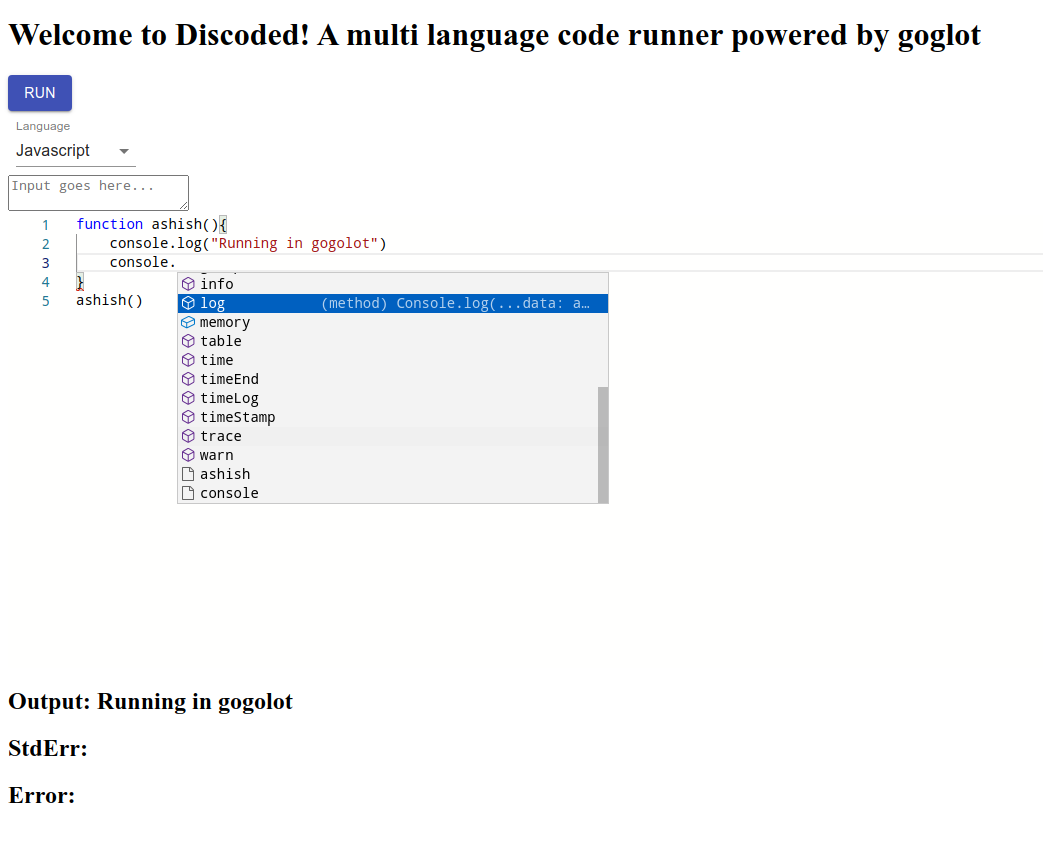 Welcome to Discoded! A multi language code runner powered by goglot
RUN
Language
Javascript
Input goes here...
1 function ashish(){
2 console.log("Running in gogolot")
3 console.
4 }
5 ashish()
info
log (method) Console.log(...data: a…
memory
table
time
timeEnd
timeLog
timeStamp
trace
warn
ashish
console
Output: Running in gogolot
StdErr:
Error: